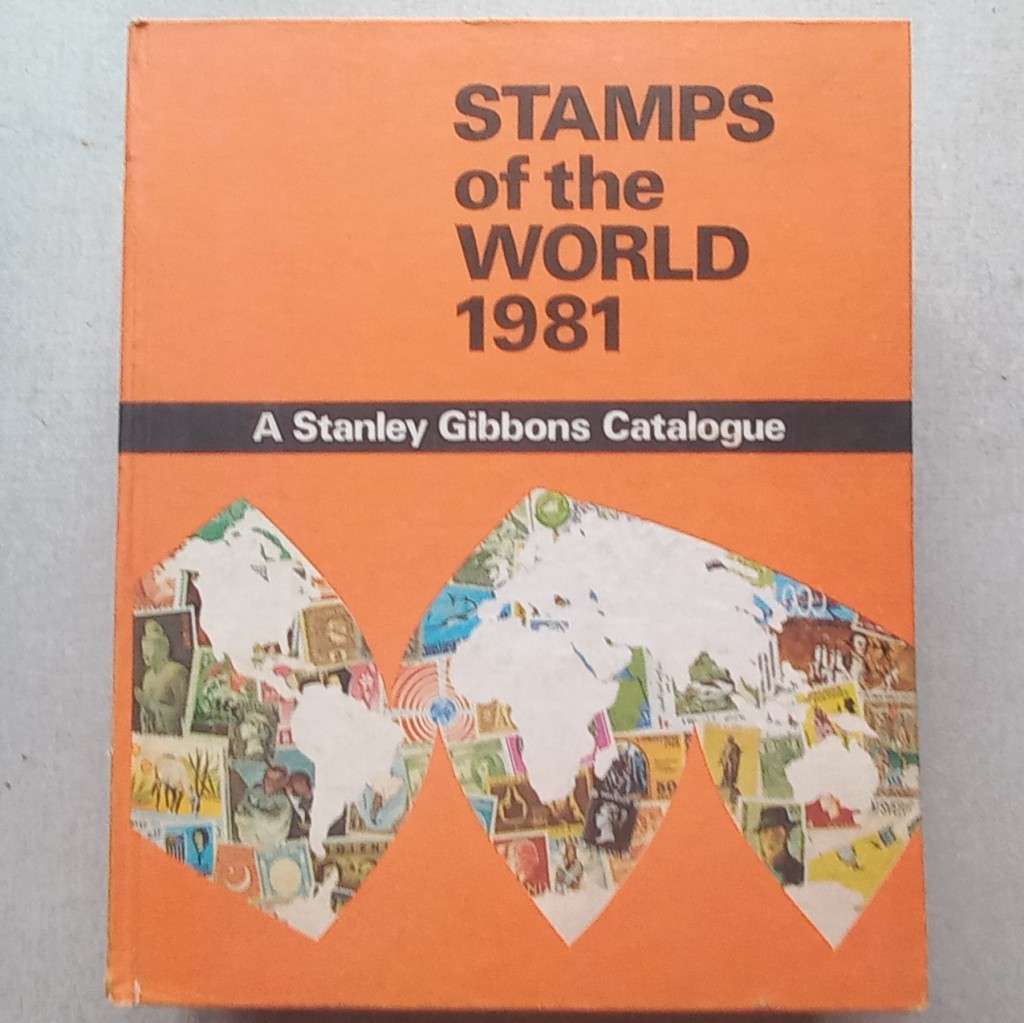 STAMPS
of the
WORLD
1981
A Stanley Gibbons Catalogue